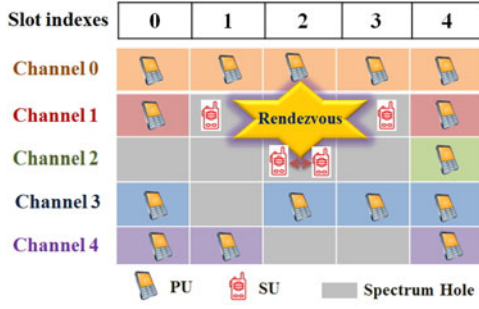 Slot indexes 0 1 2 3 4
Channel 0
Channel 1
Rendezvous
Channel 2
Channel 3
Channel 4
PU SU Spectrum Hole